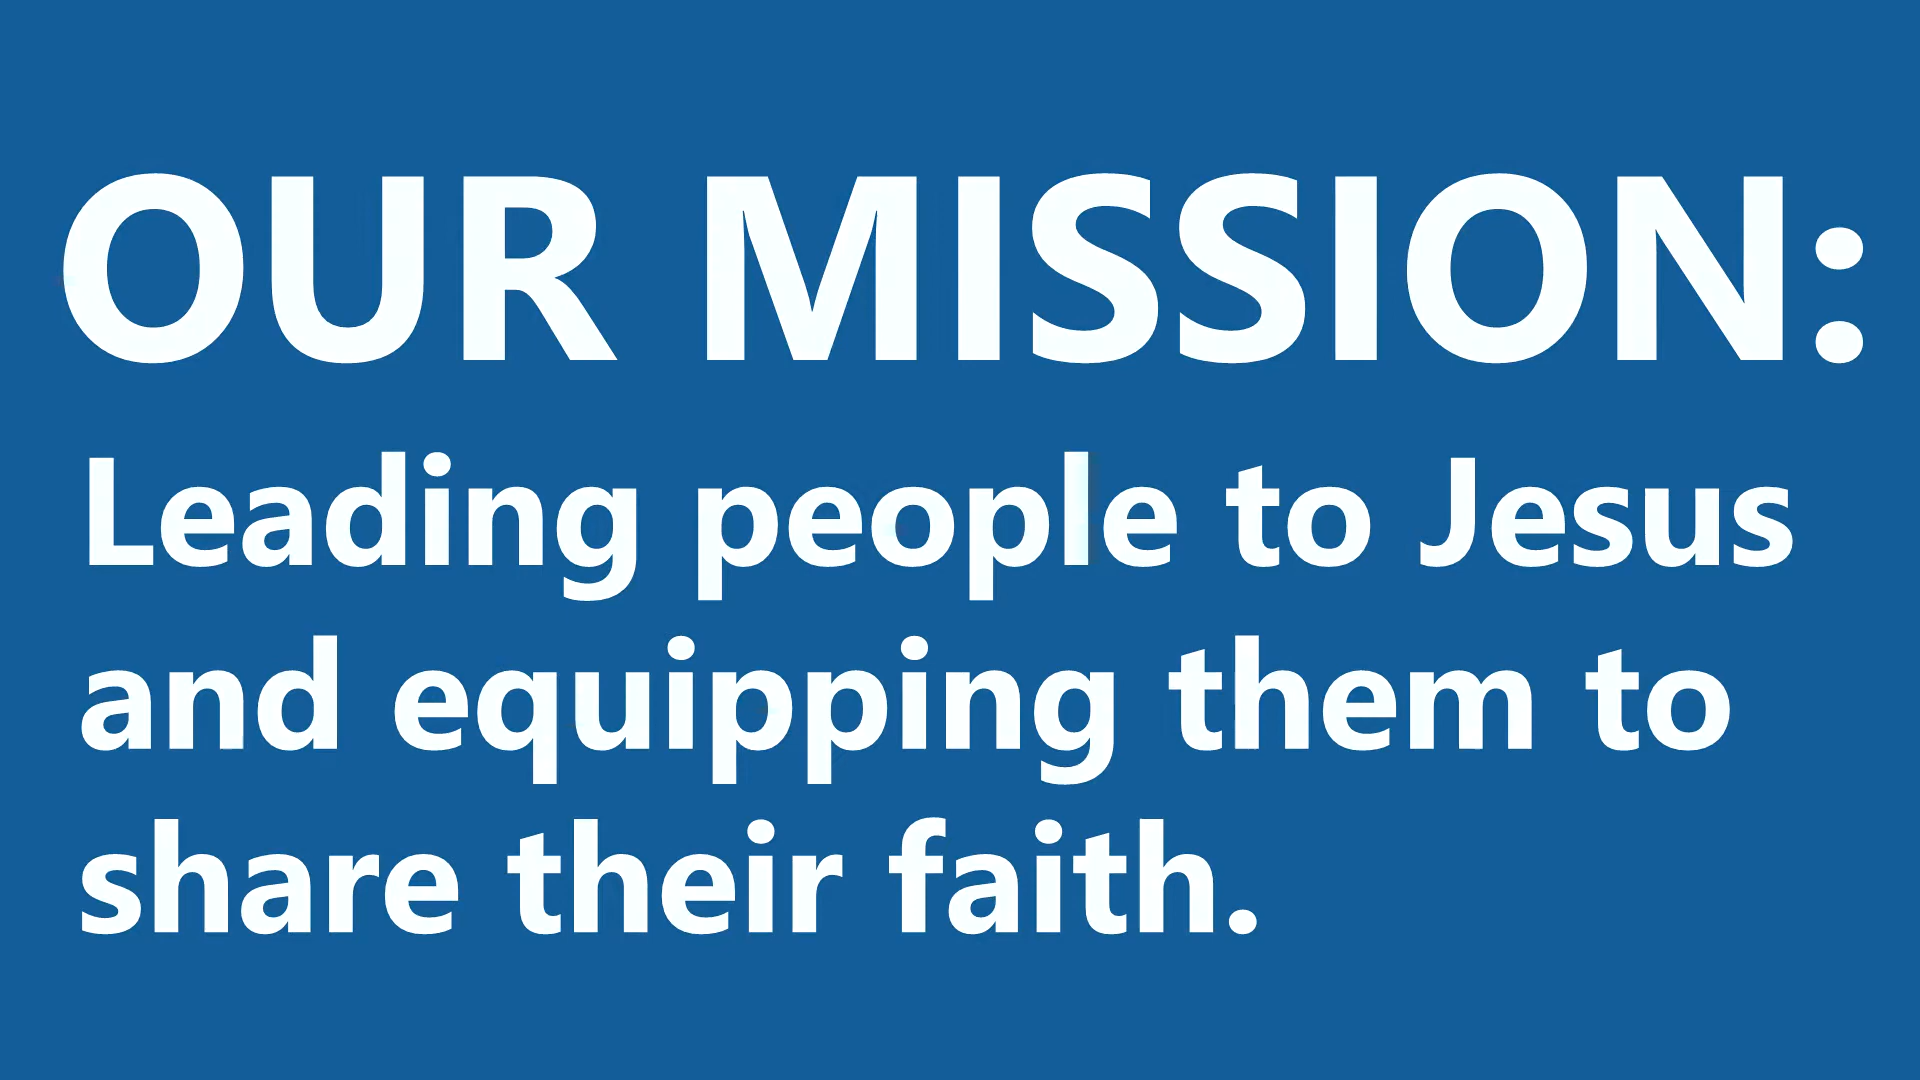 OUR MISSION:
Leading people to Jesus
and equipping them to
share their faith.